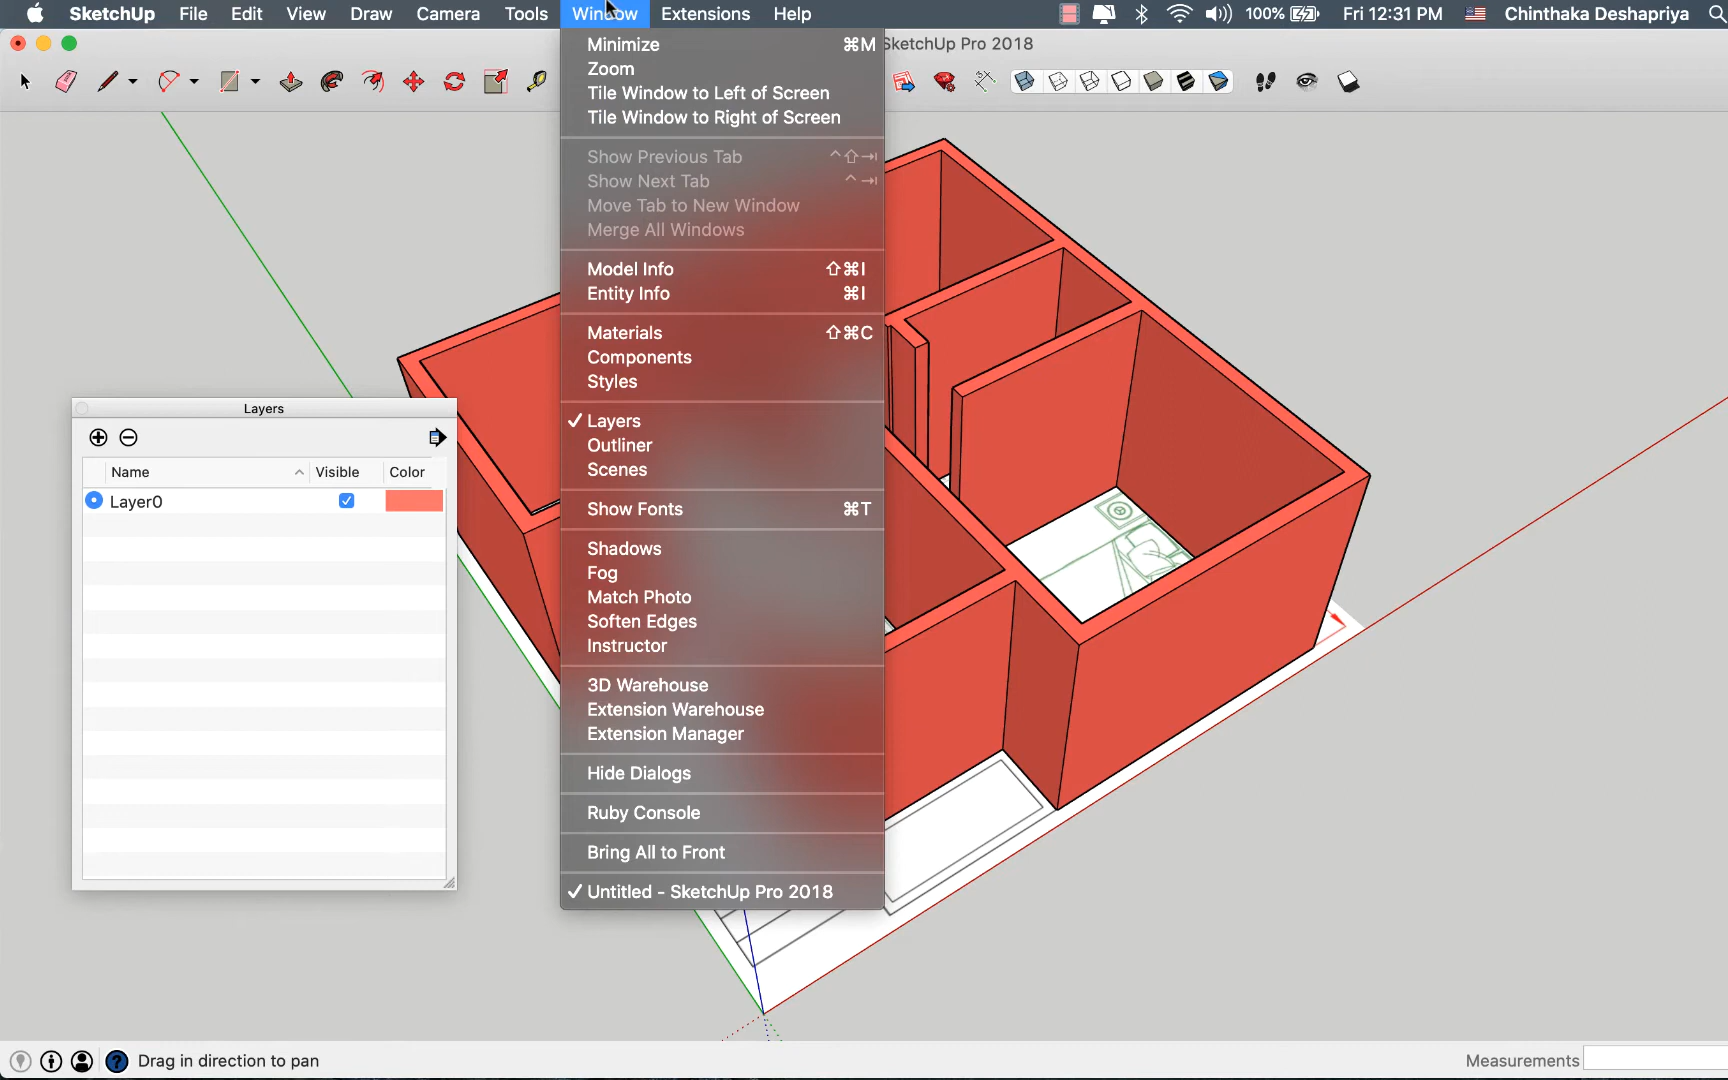 SketchUp File Edit View Draw Camera Tools Window Extensions Help 100% Fri 12:31 PM Chinthaka Deshapriya
SketchUp Pro 2018
Minimize ⌘M
Zoom
Tile Window to Left of Screen
Tile Window to Right of Screen
Show Previous Tab ^⇧⇥
Show Next Tab ^⇥
Move Tab to New Window
Merge All Windows
Model Info ⇧⌘I
Entity Info ⌘I
Materials ⇧⌘C
Components
Styles
✓ Layers
Outliner
Scenes
Show Fonts ⌘T
Shadows
Fog
Match Photo
Soften Edges
Instructor
3D Warehouse
Extension Warehouse
Extension Manager
Hide Dialogs
Ruby Console
Bring All to Front
✓ Untitled - SketchUp Pro 2018
Layers
Name Visible Color
Layer0
Drag in direction to pan
Measurements